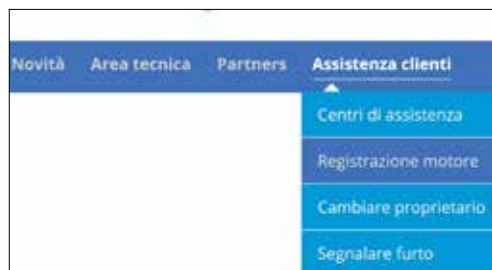 Novità Area tecnica Partners Assistenza clienti
Centri di assistenza
Registrazione motore
Cambiare proprietario
Segnalare furto